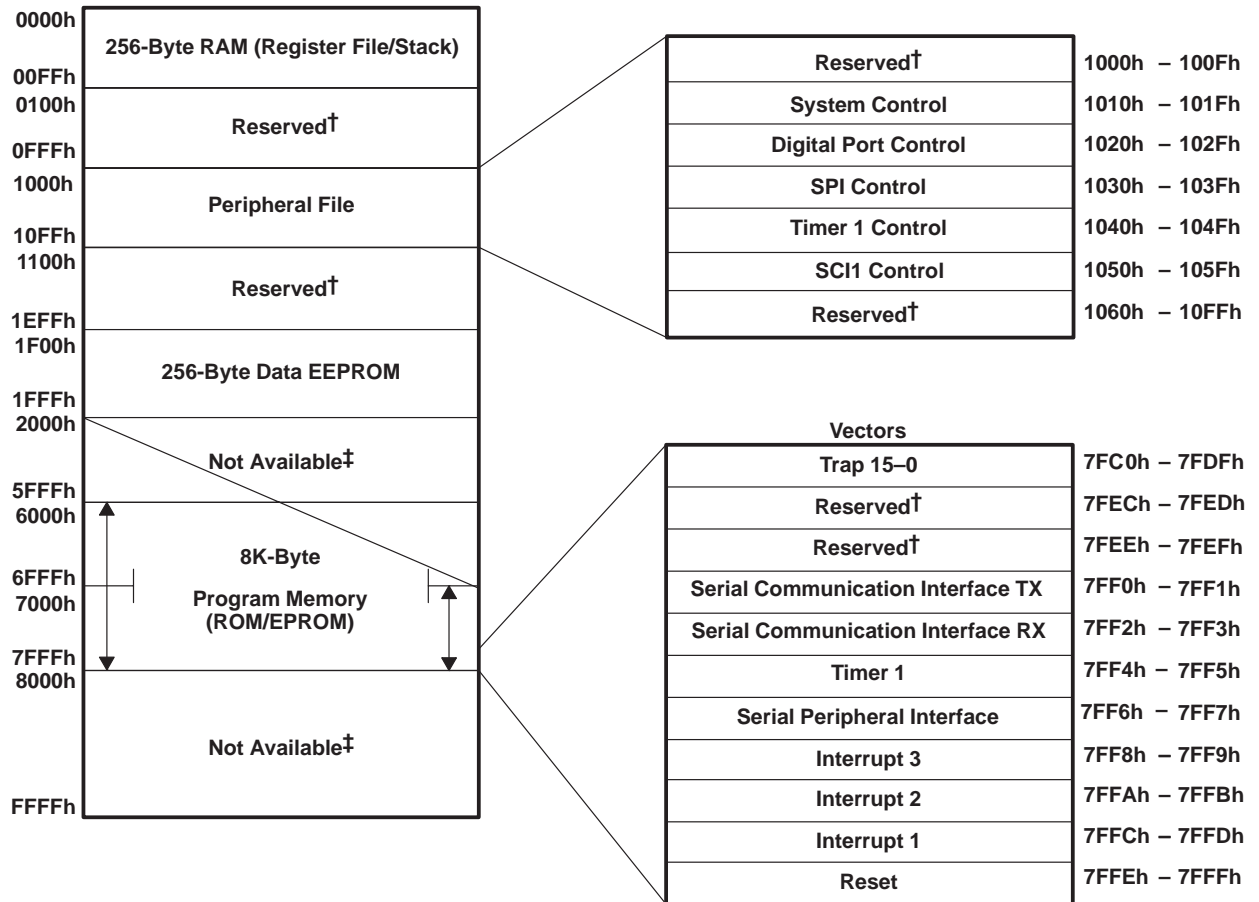 0000h
256-Byte RAM (Register File/Stack)
00FFh
0100h
Reserved†
0FFFh
1000h
Peripheral File
10FFh
1100h
Reserved†
1EFFh
1F00h
256-Byte Data EEPROM
1FFFh
2000h
Not Available‡
5FFFh
6000h
8K-Byte
6FFFh
7000h
Program Memory
(ROM/EPROM)
7FFFh
8000h
Not Available‡
FFFFh
Reserved† 1000h – 100Fh
System Control 1010h – 101Fh
Digital Port Control 1020h – 102Fh
SPI Control 1030h – 103Fh
Timer 1 Control 1040h – 104Fh
SCI1 Control 1050h – 105Fh
Reserved† 1060h – 10FFh
Vectors
Trap 15–0 7FC0h – 7FDFh
Reserved† 7FECh – 7FEDh
Reserved† 7FEEh – 7FEFh
Serial Communication Interface TX 7FF0h – 7FF1h
Serial Communication Interface RX 7FF2h – 7FF3h
Timer 1 7FF4h – 7FF5h
Serial Peripheral Interface 7FF6h – 7FF7h
Interrupt 3 7FF8h – 7FF9h
Interrupt 2 7FFAh – 7FFBh
Interrupt 1 7FFCh – 7FFDh
Reset 7FFEh – 7FFFh